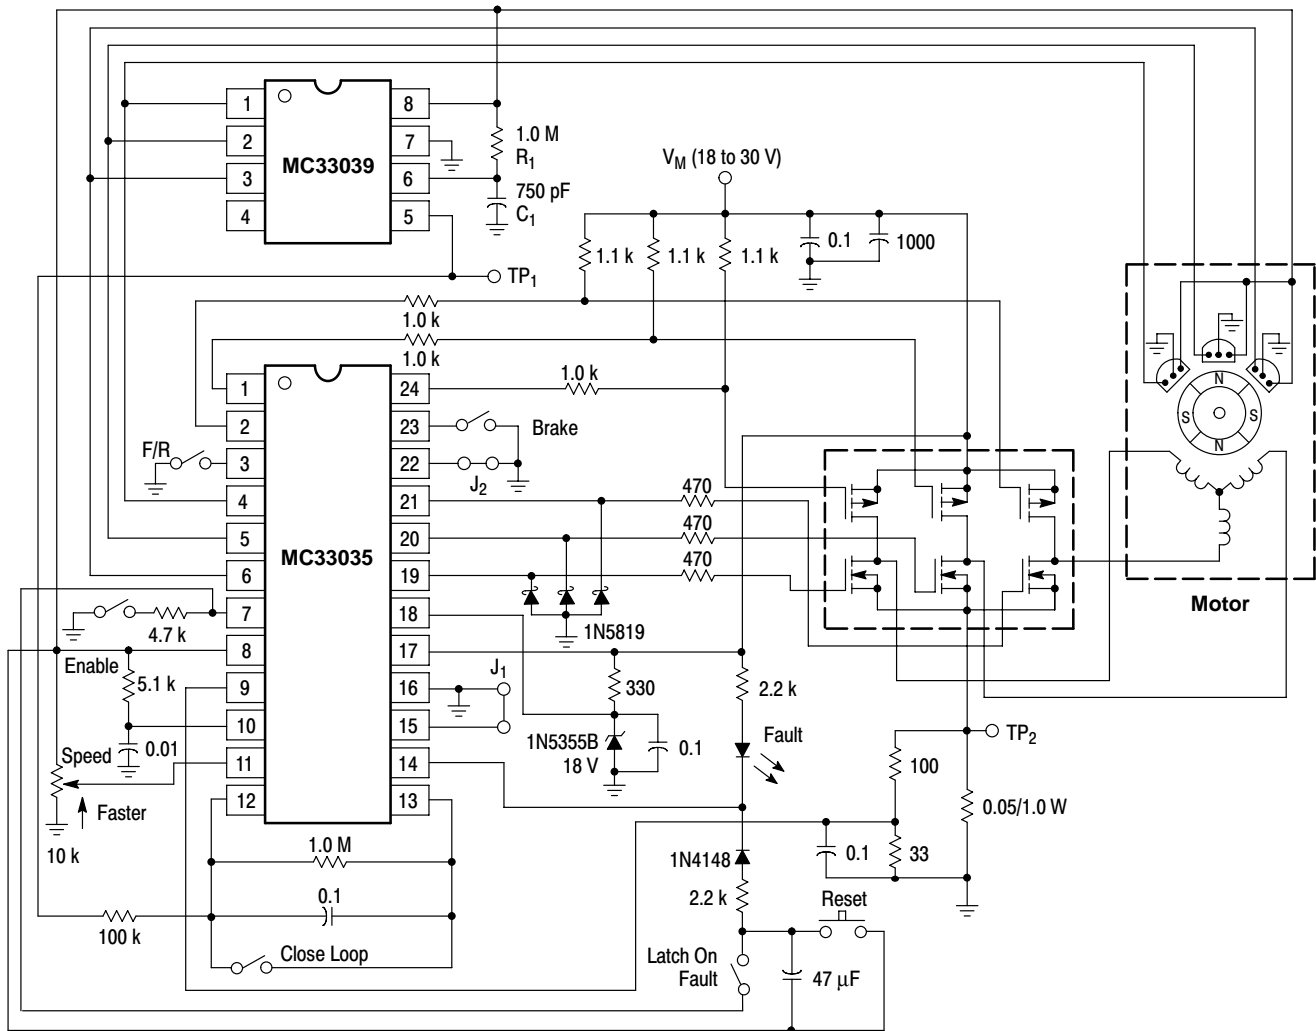 1
2
3
4
MC33039
8
7
6
5
1.0 M
R1
750 pF
C1
TP1
VM (18 to 30 V)
1.1 k
1.1 k
1.1 k
0.1
1000
1.0 k
1.0 k
1.0 k
1
2
3
4
5
6
7
8
9
10
11
12
MC33035
24
23
22
21
20
19
18
17
16
15
14
13
F/R
Brake
J2
470
470
470
1N5819
N
S
S
N
Motor
4.7 k
Enable
5.1 k
0.01
Speed
Faster
10 k
J1
330
1N5355B
18 V
0.1
2.2 k
Fault
TP2
100
0.05/1.0 W
0.1
33
1.0 M
0.1
100 k
Close Loop
1N4148
2.2 k
Reset
Latch On
Fault
47 μF